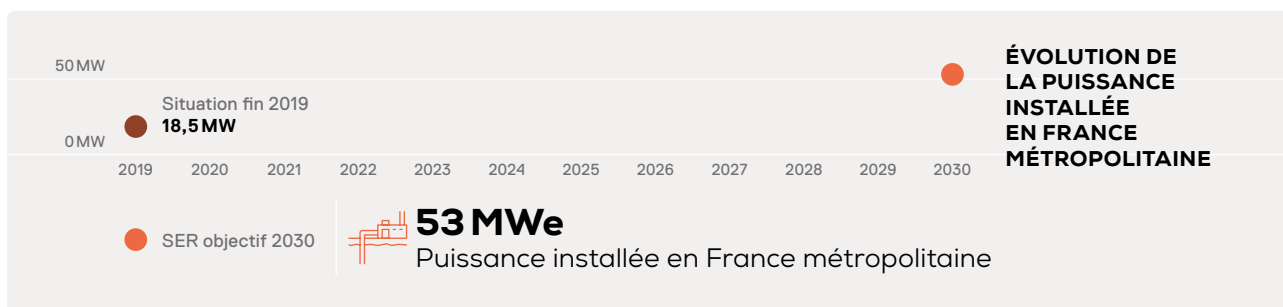 50 MW
Situation fin 2019
18,5 MW
0 MW
2019 2020 2021 2022 2023 2024 2025 2026 2027 2028 2029 2030
ÉVOLUTION DE
LA PUISSANCE
INSTALLÉE
EN FRANCE
MÉTROPOLITAINE
SER objectif 2030
53 MWe
Puissance installée en France métropolitaine